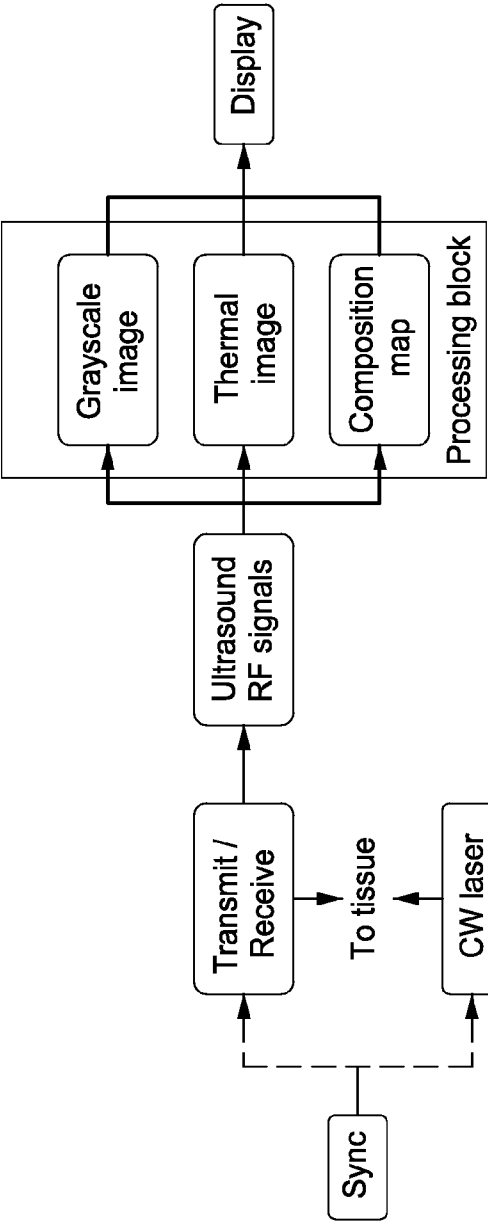 Sync
Transmit /
Receive
To tissue
CW laser
Ultrasound
RF signals
Grayscale
image
Thermal
image
Composition
map
Processing block
Display